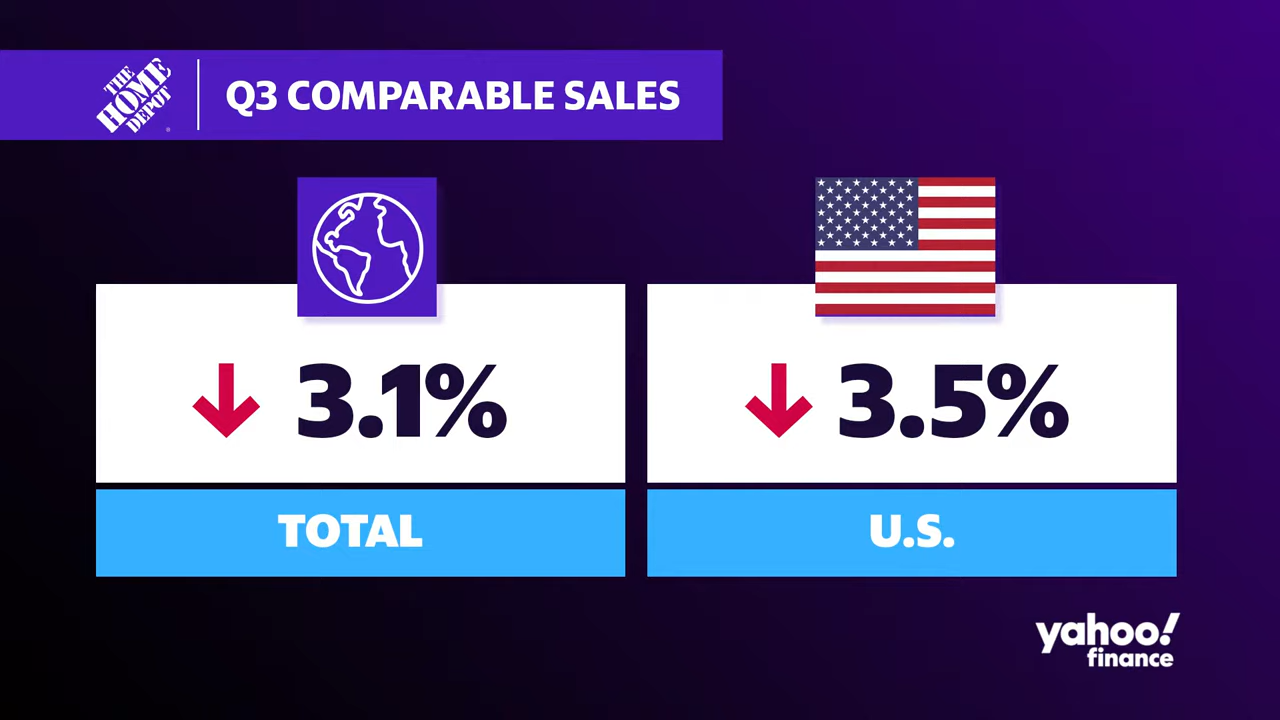 THE
HOME
DEPOT
Q3 COMPARABLE SALES
3.1%
3.5%
TOTAL
U.S.
yahoo!
finance